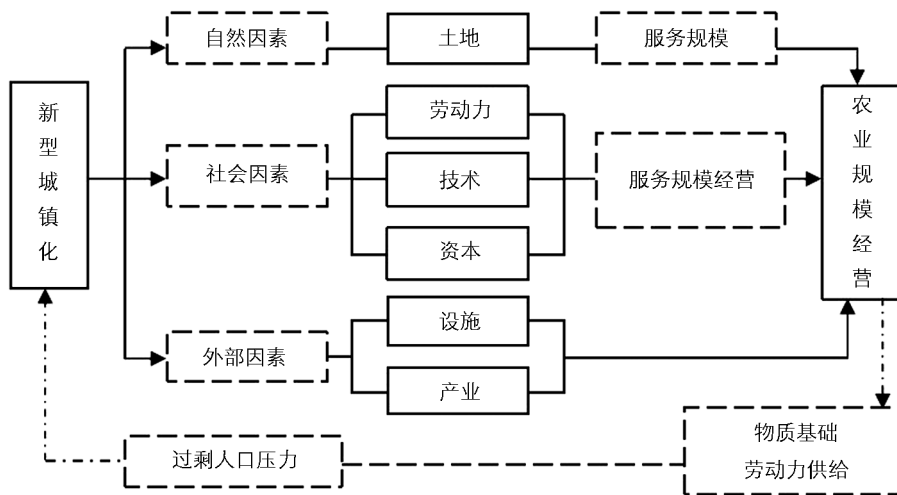 新型城镇化
自然因素
土地
服务规模
社会因素
劳动力
技术
资本
服务规模经营
外部因素
设施
产业
农业规模经营
物质基础
劳动力供给
过剩人口压力